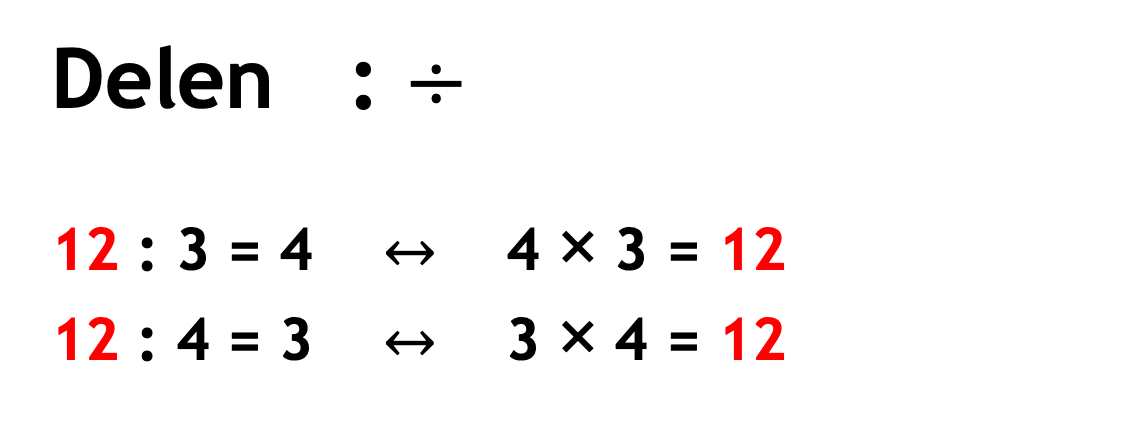 Delen : ÷
12 : 3 = 4 ↔ 4 × 3 = 12
12 : 4 = 3 ↔ 3 × 4 = 12